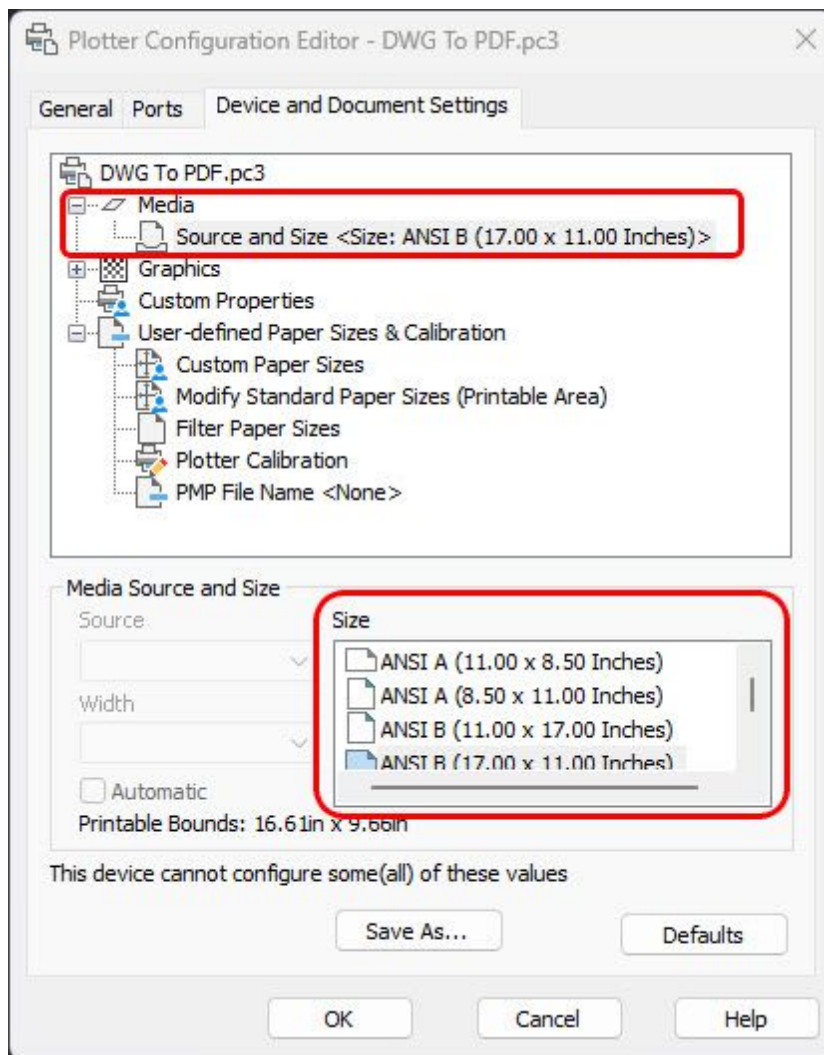 Plotter Configuration Editor - DWG To PDF.pc3
General Ports Device and Document Settings
DWG To PDF.pc3
Media
Source and Size <Size: ANSI B (17.00 x 11.00 Inches)>
Graphics
Custom Properties
User-defined Paper Sizes & Calibration
Custom Paper Sizes
Modify Standard Paper Sizes (Printable Area)
Filter Paper Sizes
Plotter Calibration
PMP File Name <None>
Media Source and Size
Source
Size
ANSI A (11.00 x 8.50 Inches)
ANSI A (8.50 x 11.00 Inches)
Width
ANSI B (11.00 x 17.00 Inches)
ANSI B (17.00 x 11.00 Inches)
Automatic
Printable Bounds: 16.61in x 9.66in
This device cannot configure some(all) of these values
Save As... Defaults
OK Cancel Help